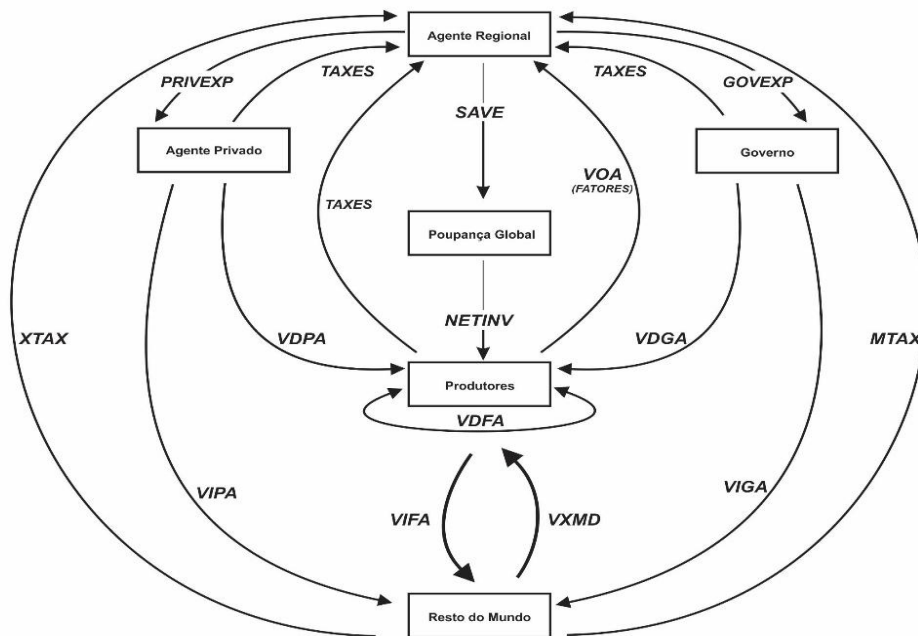 Agente Regional
TAXES
TAXES
PRIVEXP
GOVEXP
SAVE
Agente Privado
Governo
VOA
(FATORES)
TAXES
Poupança Global
NETINV
XTAX
VDPA
VDGA
MTAX
Produtores
VDFA
VIPA
VIGA
VIFA
VXMD
Resto do Mundo